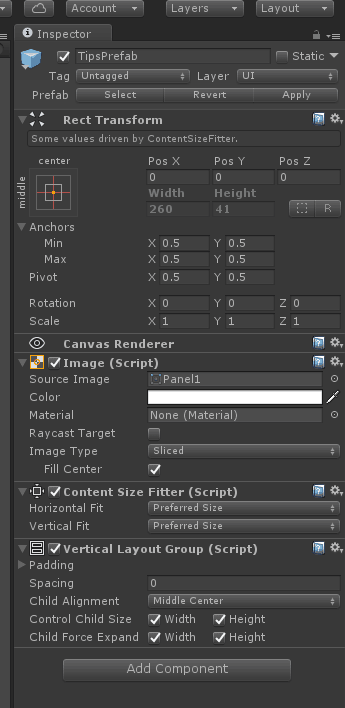 Account Layers Layout
Inspector
TipsPrefab Static
Tag Untagged Layer UI
Prefab Select Revert Apply
Rect Transform
Some values driven by ContentSizeFitter.
center Pos X Pos Y Pos Z
middle 0 0 0
Width Height
260 41 R
Anchors
Min X 0.5 Y 0.5
Max X 0.5 Y 0.5
Pivot X 0.5 Y 0.5
Rotation X 0 Y 0 Z 0
Scale X 1 Y 1 Z 1
Canvas Renderer
Image (Script)
Source Image Panel1
Color
Material None (Material)
Raycast Target
Image Type Sliced
Fill Center
Content Size Fitter (Script)
Horizontal Fit Preferred Size
Vertical Fit Preferred Size
Vertical Layout Group (Script)
Padding
Spacing 0
Child Alignment Middle Center
Control Child Size Width Height
Child Force Expand Width Height
Add Component